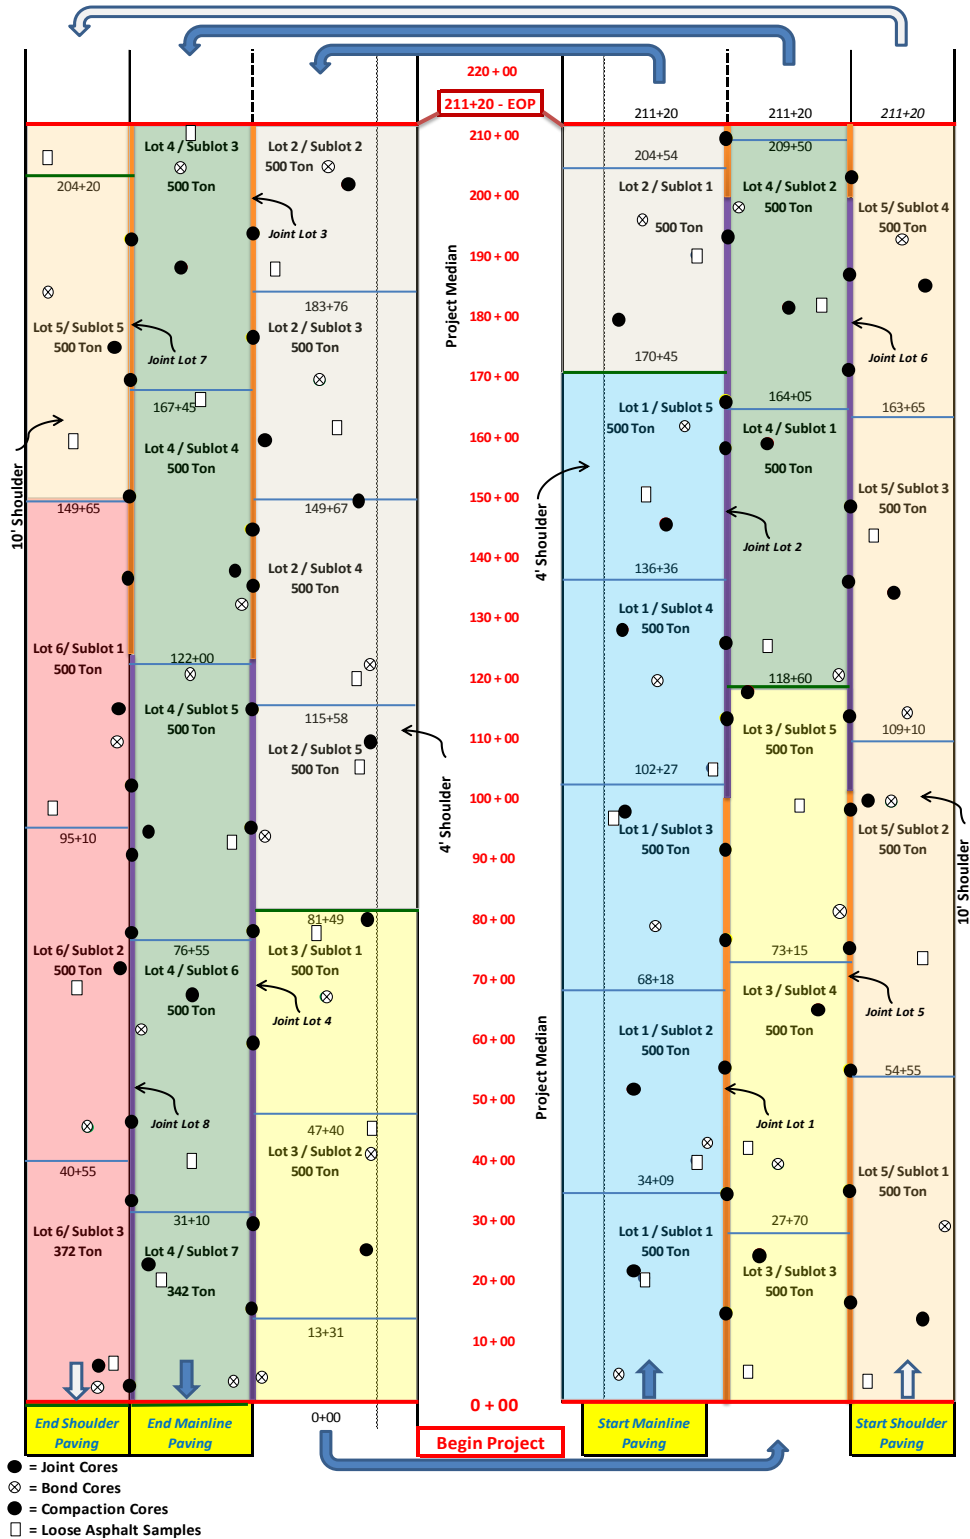 220 + 00
211+20 - EOP
211+20
211+20
211+20
210 + 00
200 + 00
190 + 00
180 + 00
170 + 00
160 + 00
150 + 00
140 + 00
130 + 00
120 + 00
110 + 00
100 + 00
90 + 00
80 + 00
70 + 00
60 + 00
50 + 00
40 + 00
30 + 00
20 + 00
10 + 00
0 + 00
Begin Project
Project Median
Project Median
204+20
Lot 5/ Sublot 5
500 Ton
10' Shoulder
149+65
Lot 6/ Sublot 1
500 Ton
95+10
Lot 6/ Sublot 2
500 Ton
40+55
Lot 6/ Sublot 3
372 Ton
End Shoulder
Paving
Lot 4 / Sublot 3
500 Ton
Joint Lot 3
Joint Lot 7
167+45
Lot 4 / Sublot 4
500 Ton
122+00
Lot 4 / Sublot 5
500 Ton
76+55
Lot 4 / Sublot 6
500 Ton
Joint Lot 4
Joint Lot 8
31+10
Lot 4 / Sublot 7
342 Ton
End Mainline
Paving
Lot 2 / Sublot 2
500 Ton
183+76
Lot 2 / Sublot 3
500 Ton
149+67
Lot 2 / Sublot 4
500 Ton
115+58
Lot 2 / Sublot 5
500 Ton
4' Shoulder
81+49
Lot 3 / Sublot 1
500 Ton
47+40
Lot 3 / Sublot 2
500 Ton
13+31
0+00
204+54
Lot 2 / Sublot 1
500 Ton
170+45
Lot 1 / Sublot 5
500 Ton
4' Shoulder
136+36
Lot 1 / Sublot 4
500 Ton
102+27
Lot 1 / Sublot 3
500 Ton
68+18
Lot 1 / Sublot 2
500 Ton
34+09
Lot 1 / Sublot 1
500 Ton
Start Mainline
Paving
209+50
Lot 4 / Sublot 2
500 Ton
164+05
Lot 4 / Sublot 1
500 Ton
Joint Lot 2
118+60
Lot 3 / Sublot 5
500 Ton
73+15
Lot 3 / Sublot 4
500 Ton
Joint Lot 1
27+70
Lot 3 / Sublot 3
500 Ton
Lot 5/ Sublot 4
500 Ton
Joint Lot 6
163+65
Lot 5/ Sublot 3
500 Ton
109+10
Lot 5/ Sublot 2
500 Ton
10' Shoulder
Joint Lot 5
54+55
Lot 5/ Sublot 1
500 Ton
Start Shoulder
Paving
= Joint Cores
= Bond Cores
= Compaction Cores
= Loose Asphalt Samples